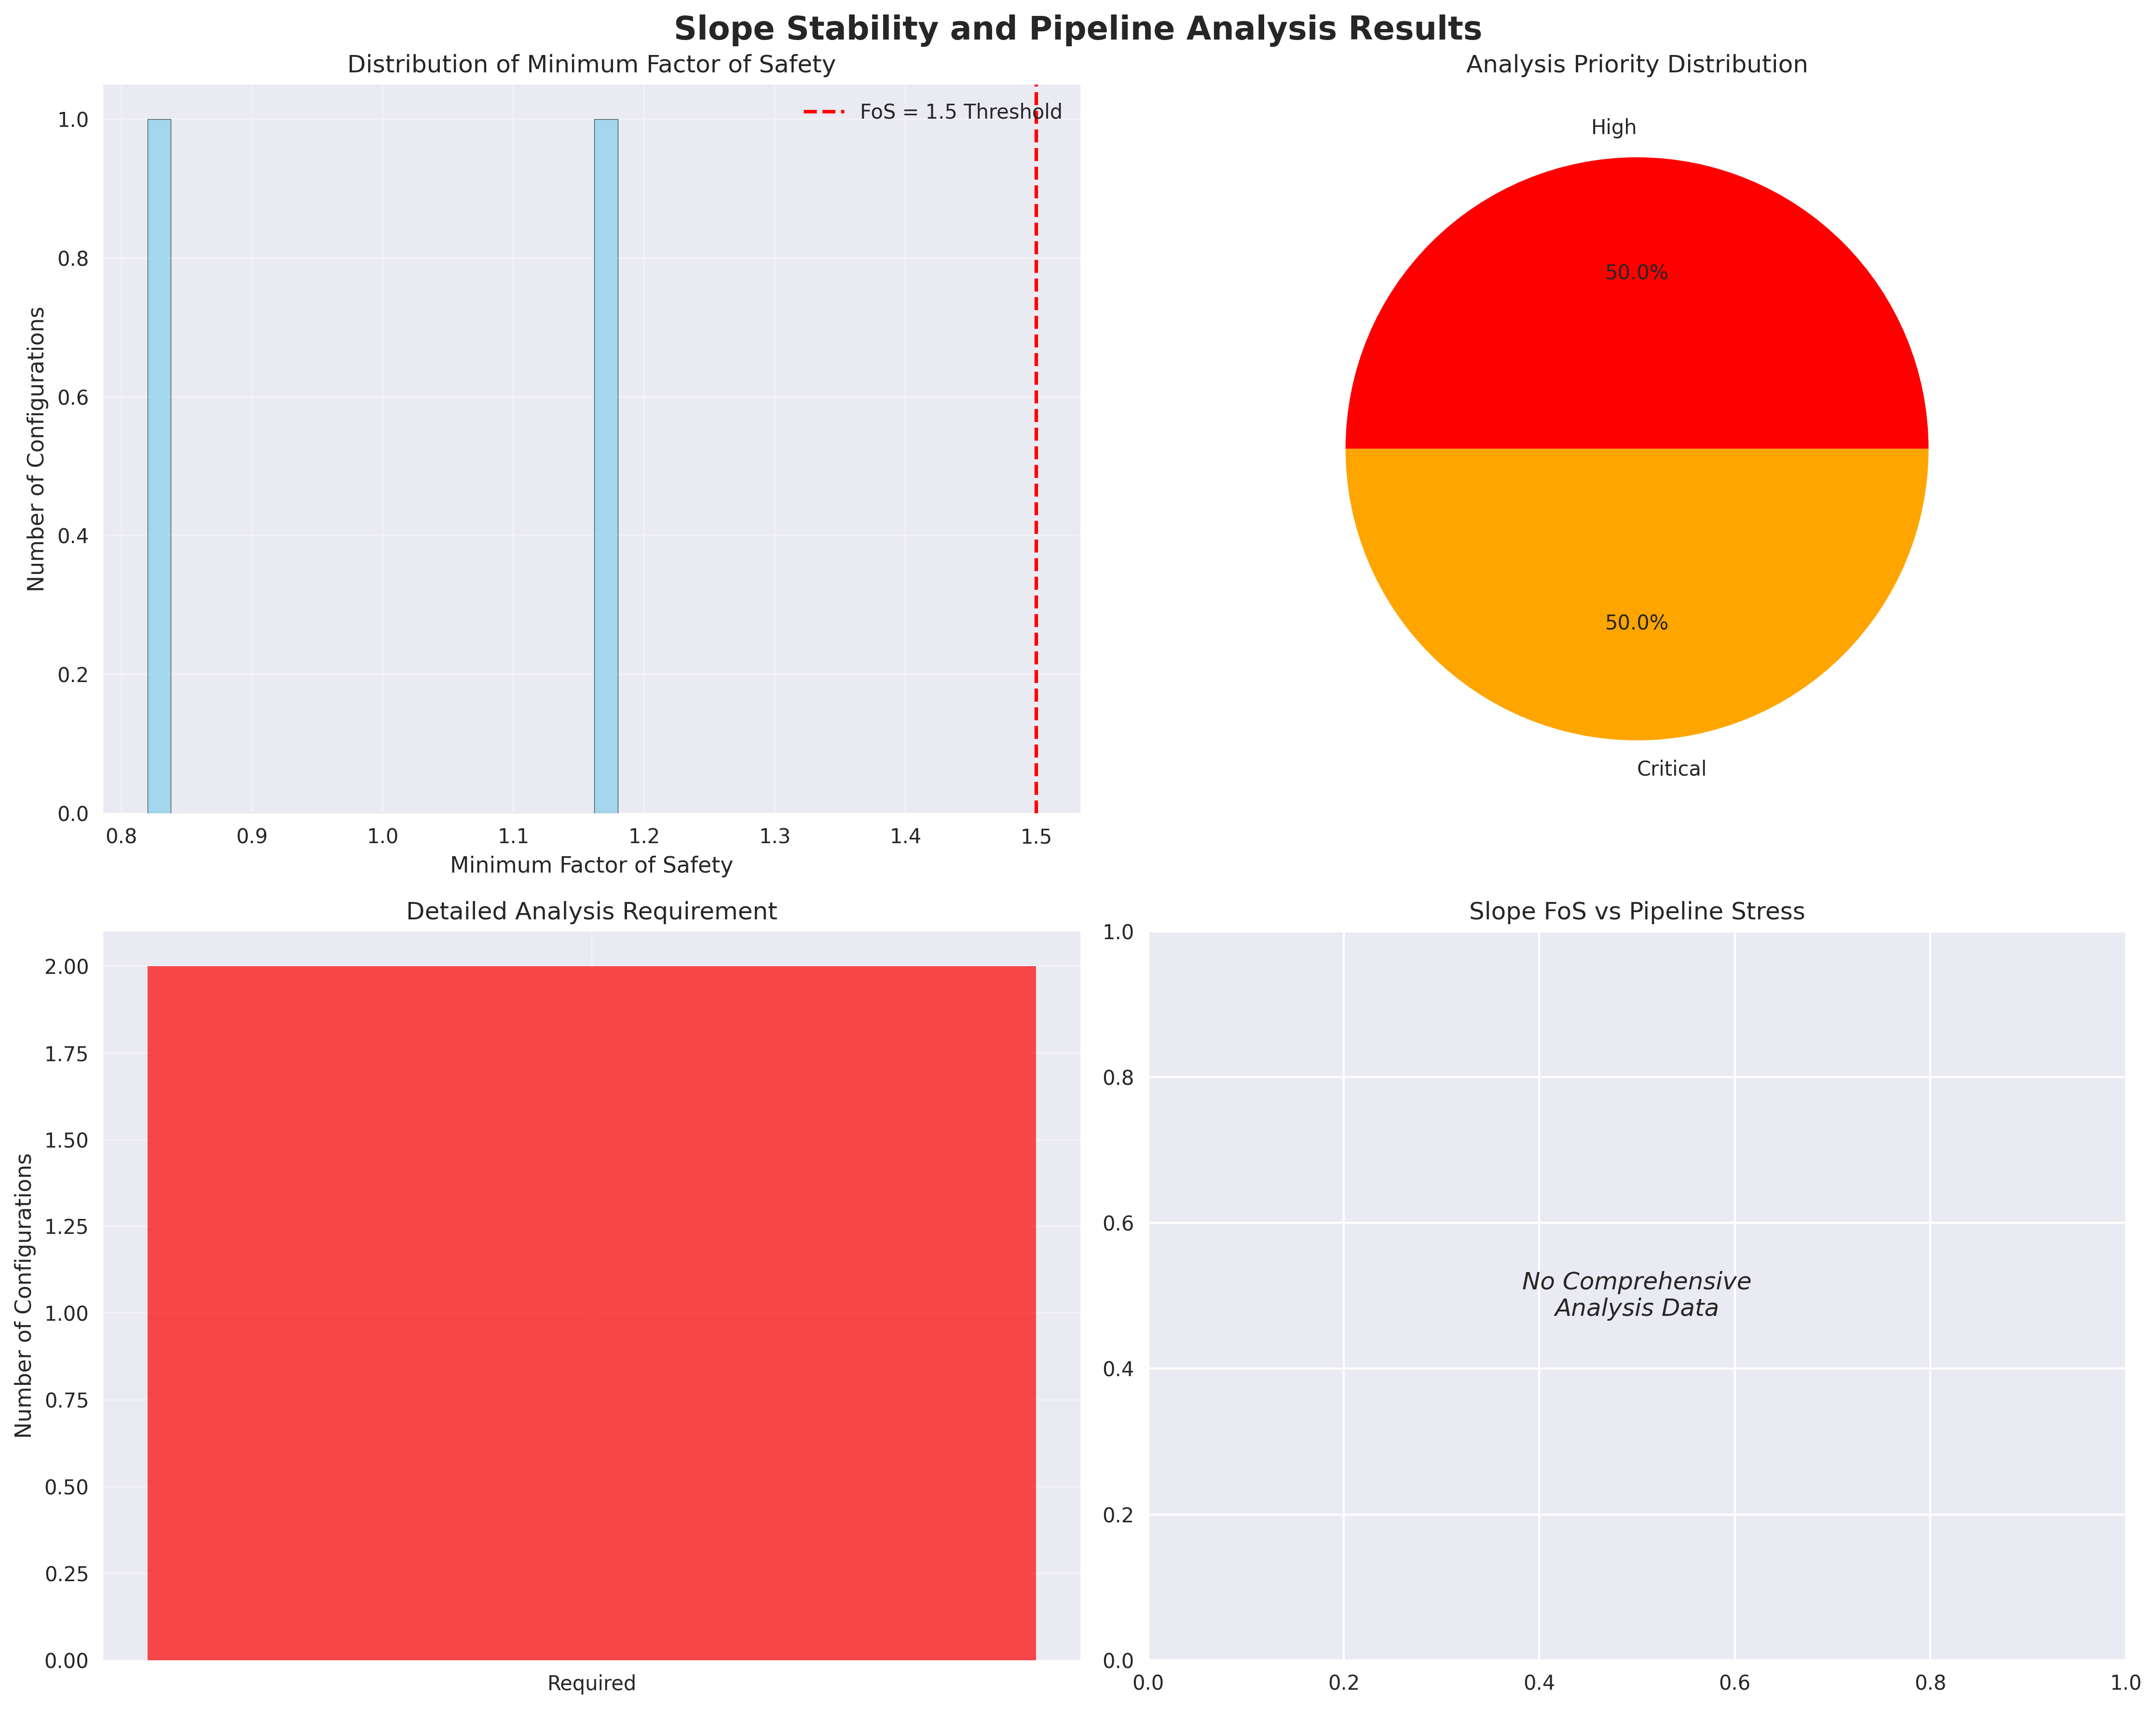 Slope Stability and Pipeline Analysis Results
Distribution of Minimum Factor of Safety
FoS = 1.5 Threshold
1.0
0.8
0.6
0.4
0.2
0.0
Number of Configurations
0.8 0.9 1.0 1.1 1.2 1.3 1.4 1.5
Minimum Factor of Safety
Analysis Priority Distribution
High
50.0%
50.0%
Critical
Detailed Analysis Requirement
2.00
1.75
1.50
1.25
1.00
0.75
0.50
0.25
0.00
Number of Configurations
Required
Slope FoS vs Pipeline Stress
1.0
0.8
0.6
0.4
0.2
0.0
No Comprehensive
Analysis Data
0.0 0.2 0.4 0.6 0.8 1.0